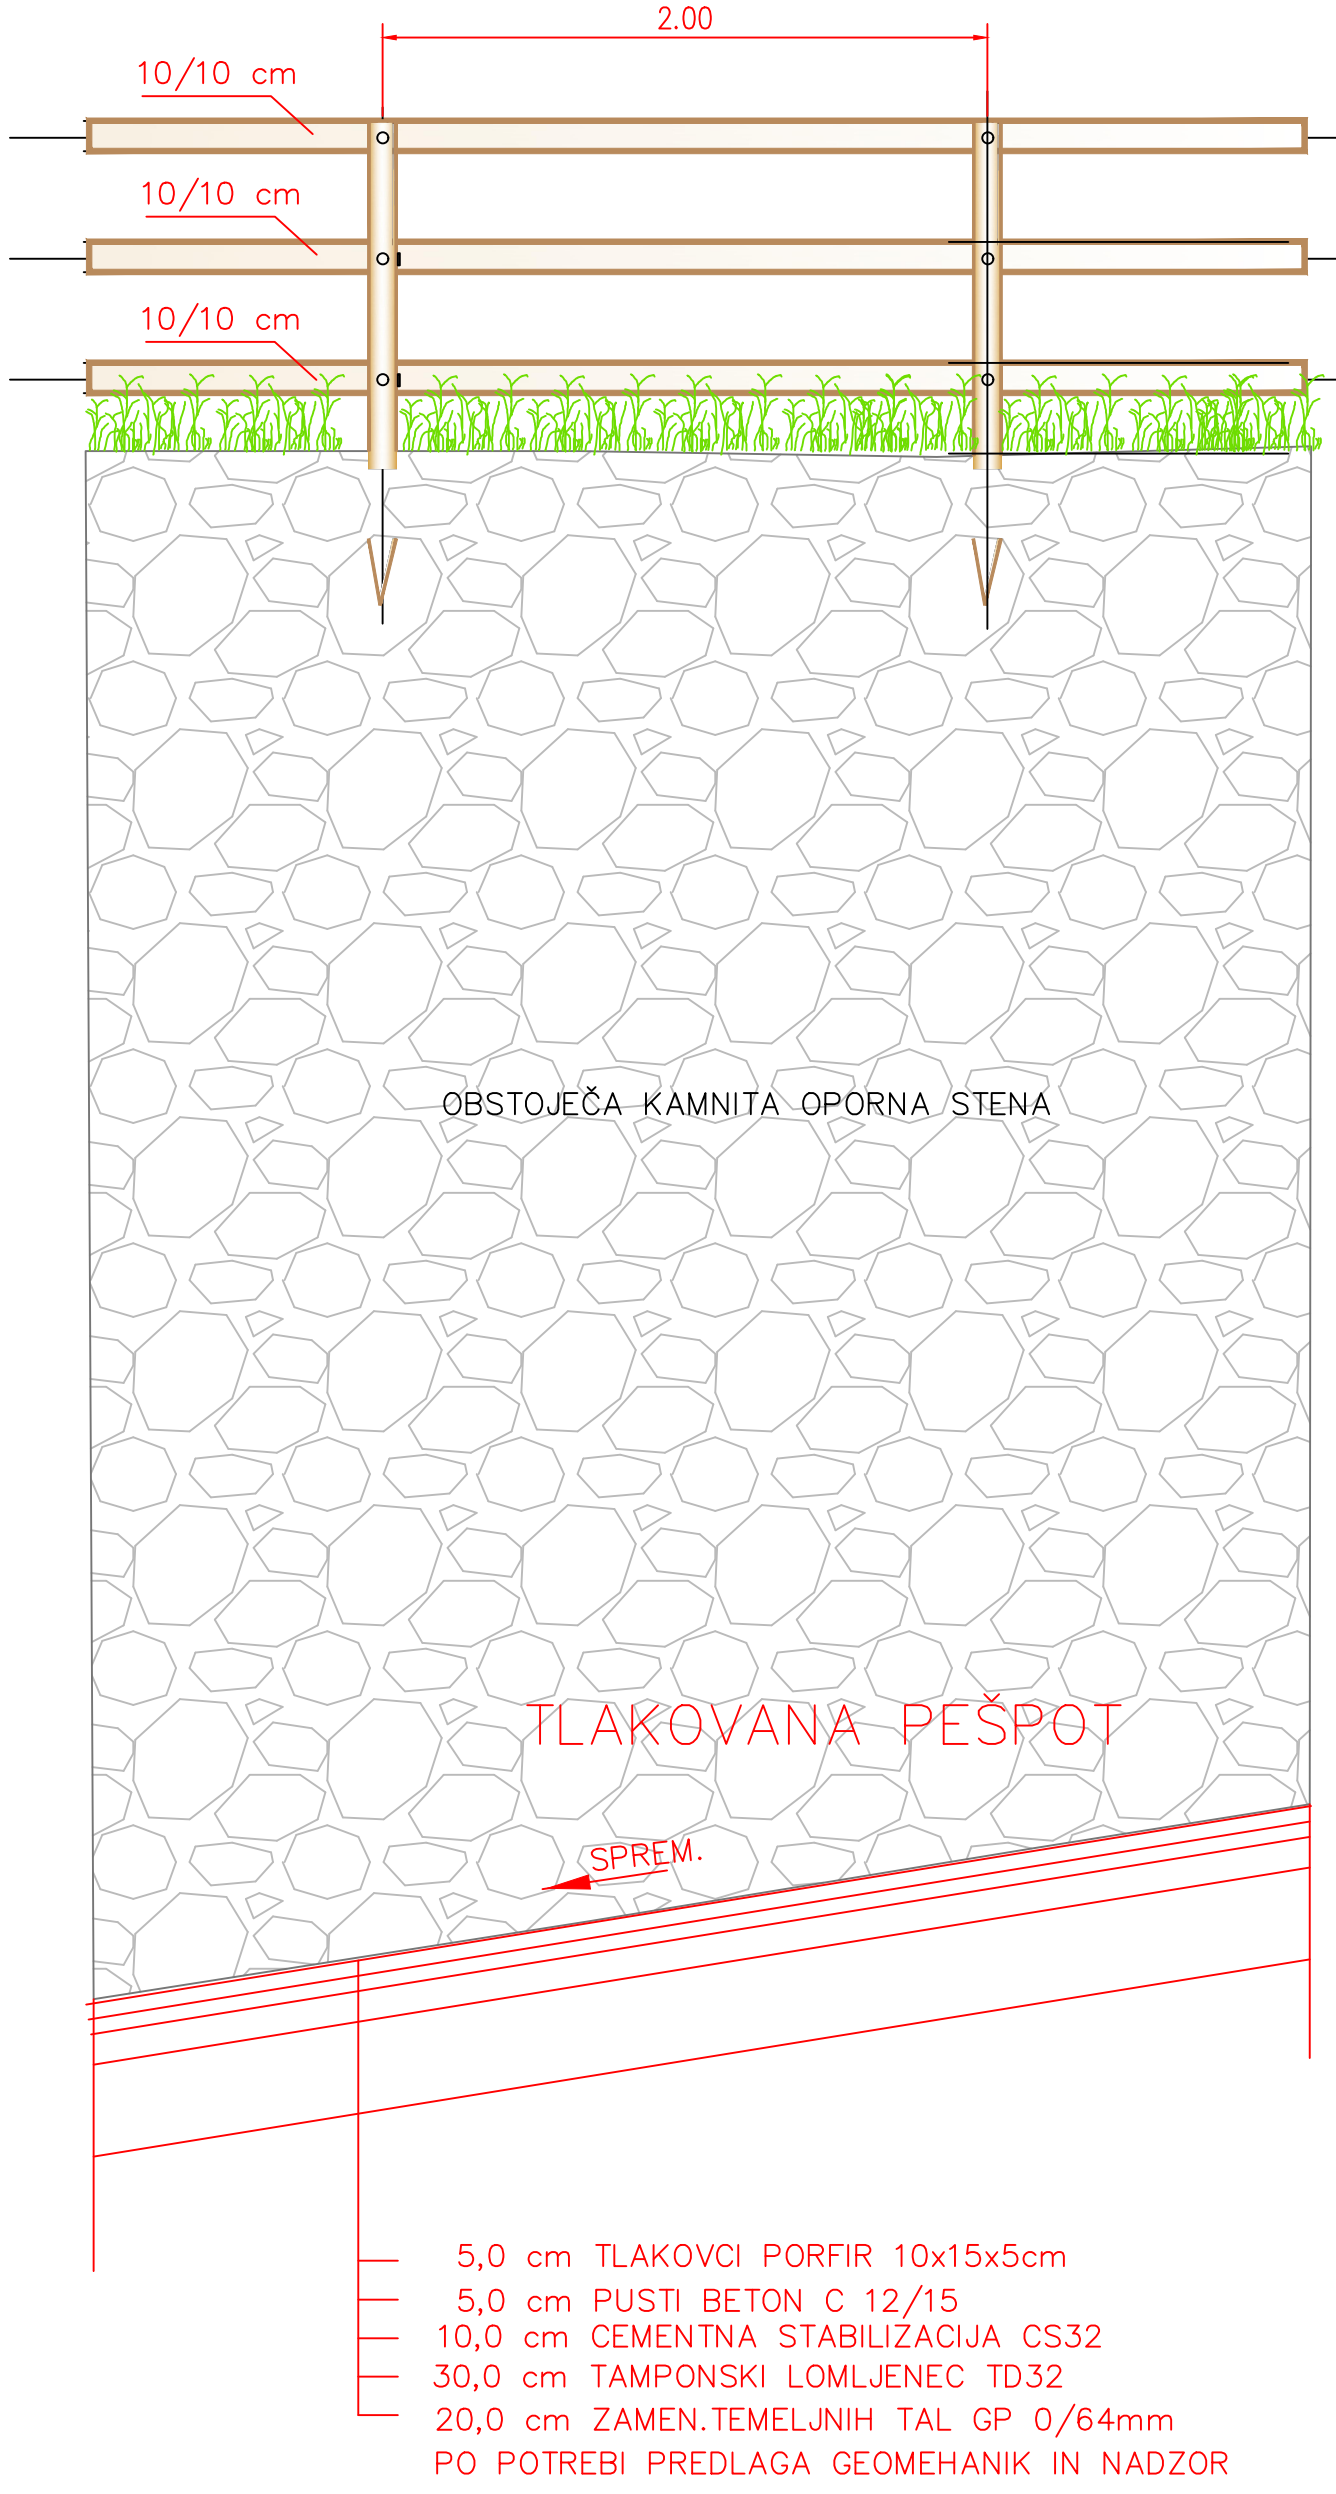 2.00
10/10 cm
10/10 cm
10/10 cm
OBSTOJEČA KAMNITA OPORNA STENA
TLAKOVANA PEŠPOT
SPREM.
5,0 cm TLAKOVCI PORFIR 10x15x5cm
5,0 cm PUSTI BETON C 12/15
10,0 cm CEMENTNA STABILIZACIJA CS32
30,0 cm TAMPONSKI LOMLJENEC TD32
20,0 cm ZAMEN.TEMELJNIH TAL GP 0/64mm
PO POTREBI PREDLAGA GEOMEHANIK IN NADZOR